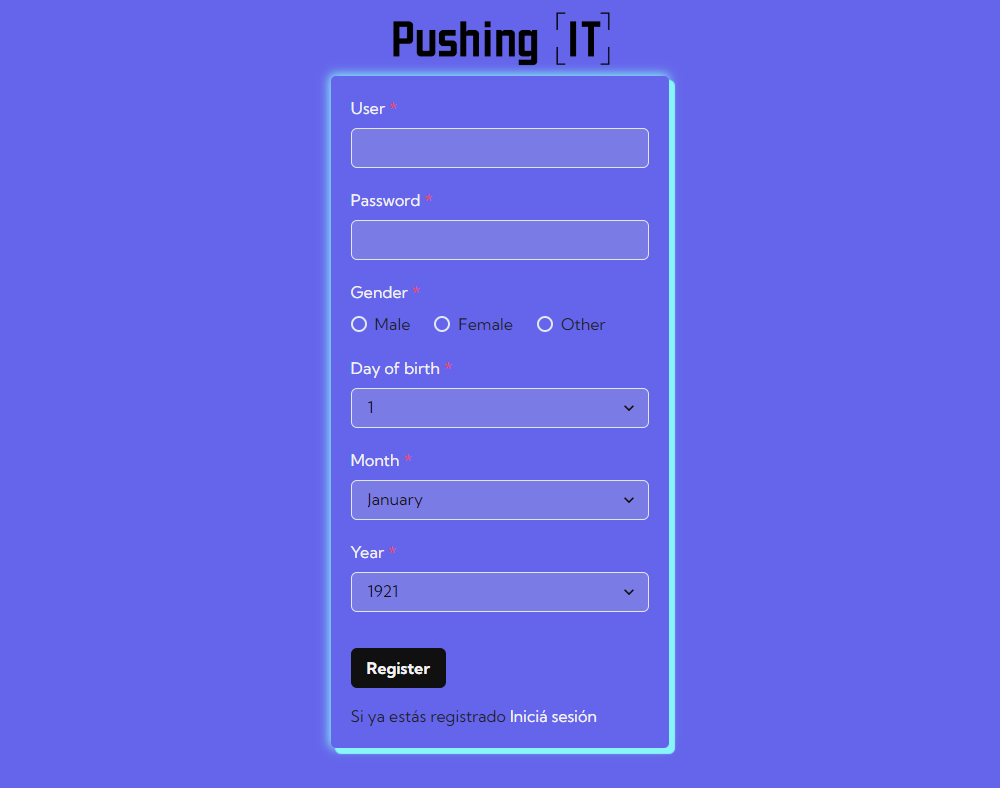 Pushing [IT]
User *
Password *
Gender *
Male Female Other
Day of birth *
1
Month *
January
Year *
1921
Register
Si ya estás registrado Iniciá sesión